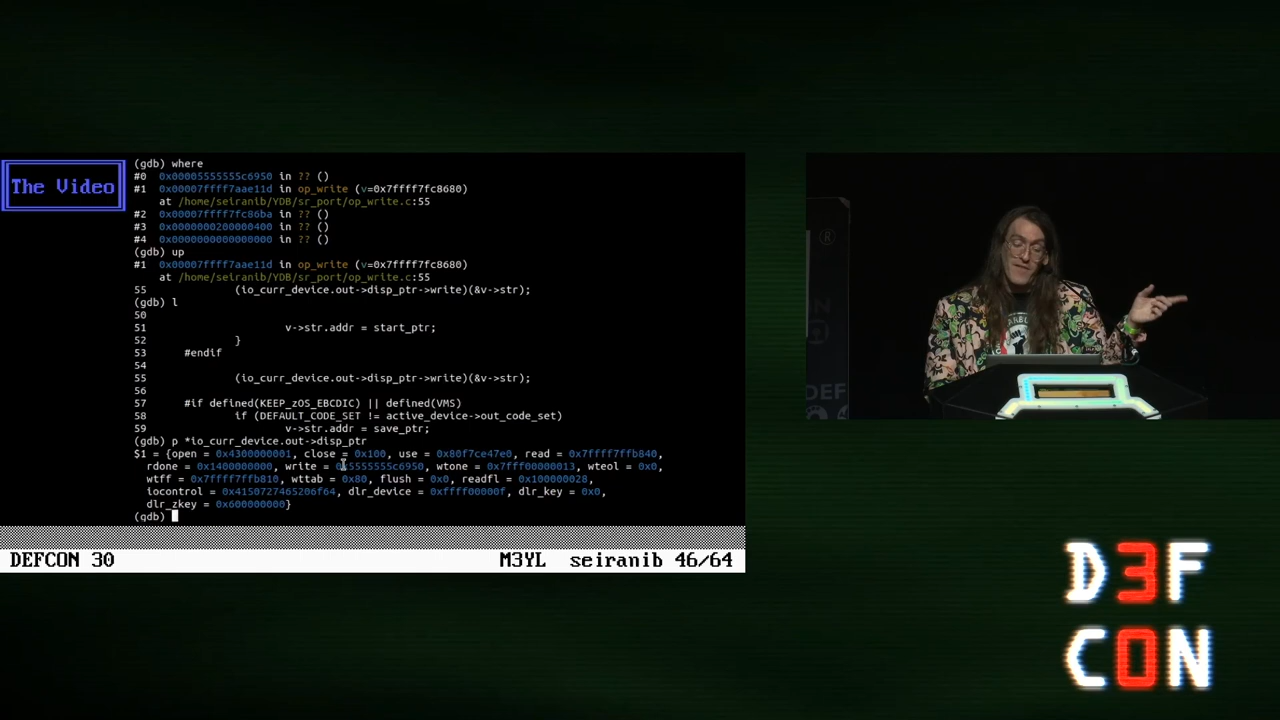 The Video
(gdb) where
#0  0x00005555555c6950 in ?? ()
#1  0x00007ffff7aae11d in op_write (v=0x7ffff7fc8680)
at /home/seiranib/YDB/sr_port/op_write.c:55
#2  0x00007ffff7fc86ba in ?? ()
#3  0x0000000200000400 in ?? ()
#4  0x0000000000000000 in ?? ()
(gdb) up
#1  0x00007ffff7aae11d in op_write (v=0x7ffff7fc8680)
at /home/seiranib/YDB/sr_port/op_write.c:55
55 (io_curr_device.out->disp_ptr->write)(&v->str);
(gdb) l
50
51 v->str.addr = start_ptr;
52 }
53 #endif
54
55 (io_curr_device.out->disp_ptr->write)(&v->str);
56
57 #if defined(KEEP_zOS_EBCDIC) || defined(VMS)
58 if (DEFAULT_CODE_SET != active_device->out_code_set)
59 v->str.addr = save_ptr;
(gdb) p *io_curr_device.out->disp_ptr
$1 = {open = 0x4300000001, close = 0x100, use = 0x80f7ce47e0, read = 0x7ffff7ffb840,
rdone = 0x1400000000, write = 0x5555555c6950, wtone = 0x7fff00000013, wteol = 0x0,
wtff = 0x7ffff7ffb810, wttab = 0x80, flush = 0x0, readfl = 0x100000028,
iocontrol = 0x4150727465206f64, dlr_device = 0xffff0000f, dlr_key = 0x0,
dlr_zkey = 0x600000000}
(gdb)
DEFCON 30 M3YL seiranib 46/64
DEF
D3F
C0N